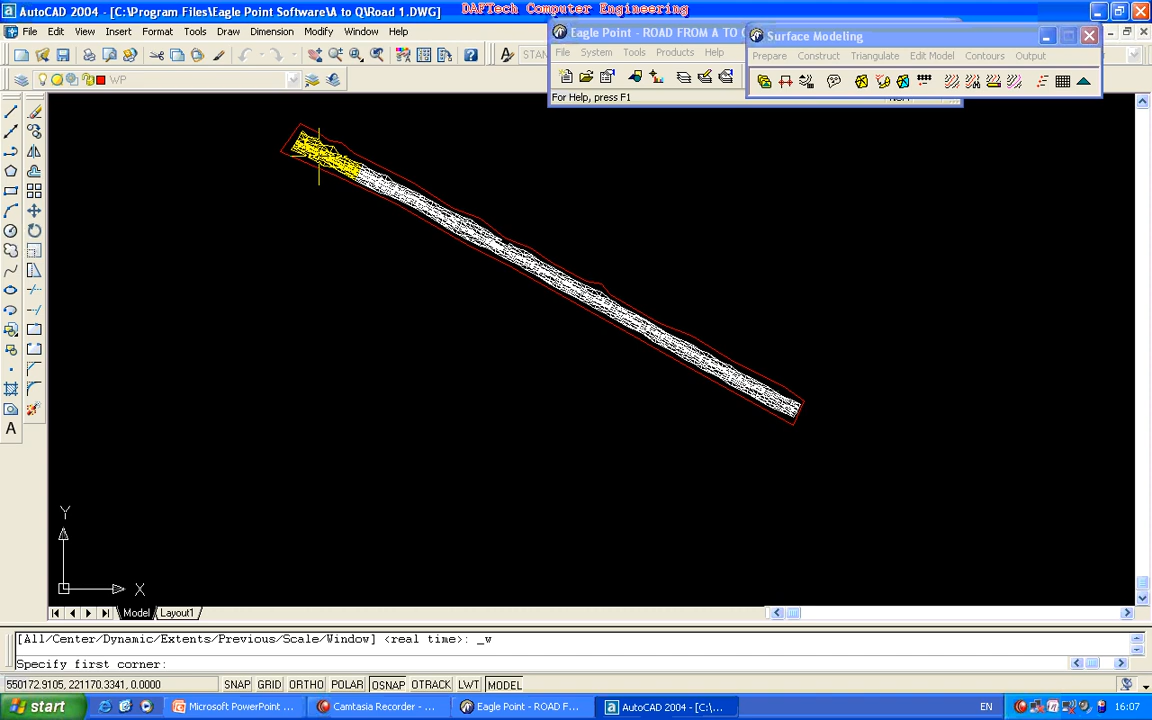 AutoCAD 2004 - [C:\Program Files\Eagle Point Software\A to Q\Road 1.DWG]
DAPTech Computer Engineering
File Edit View Insert Format Tools Draw Dimension Modify Window Help
Eagle Point - ROAD FROM A TO
File System Tools Products Help
For Help, press F1
Surface Modeling
Prepare Construct Triangulate Edit Model Contours Output
WP
STAN
A
Y
X
Model Layout1
[All/Center/Dynamic/Extents/Previous/Scale/Window] <real time>: _w
Specify first corner:
550172.9105, 221170.3341, 0.0000 SNAP GRID ORTHO POLAR OSNAP OTRACK LWT MODEL
start Microsoft PowerPoint ... Camtasia Recorder - ... Eagle Point - ROAD F... AutoCAD 2004 - [C:\... EN 16:07